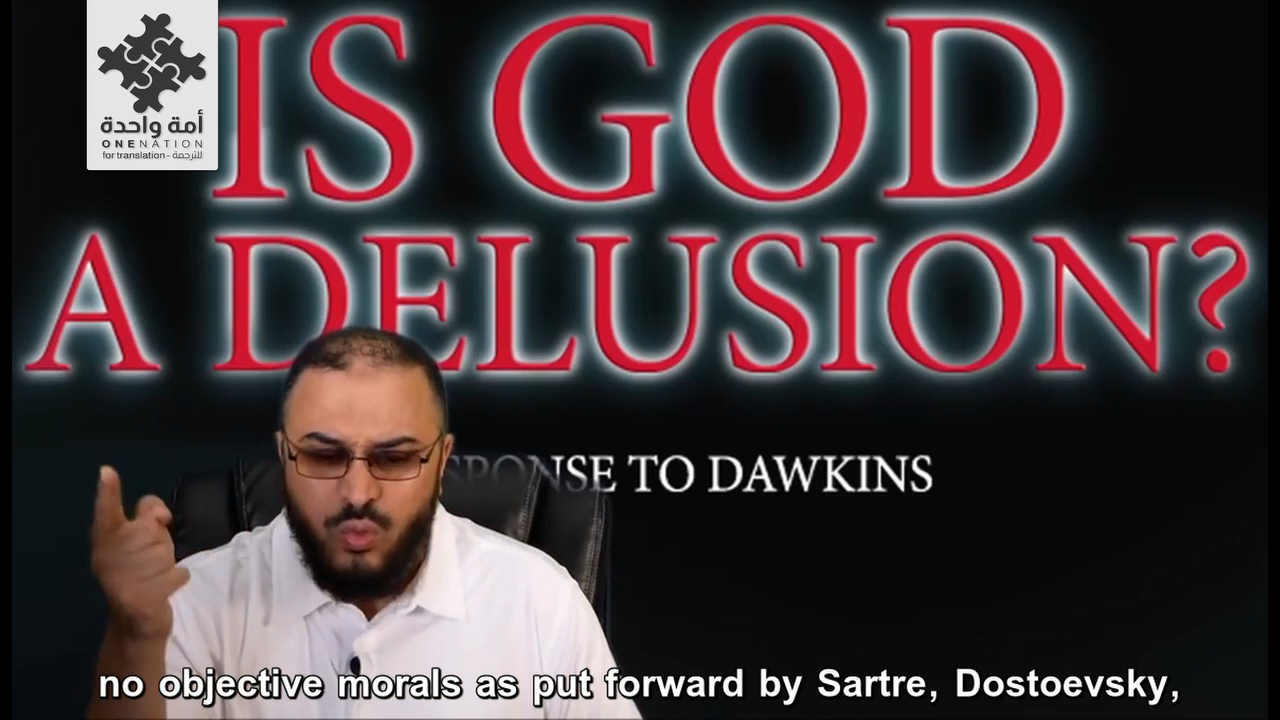 IS GOD
A DELUSION?
أمة واحدة
ONENATION
for translation - للترجمة
SPONSE TO DAWKINS
no objective morals as put forward by Sartre, Dostoevsky,